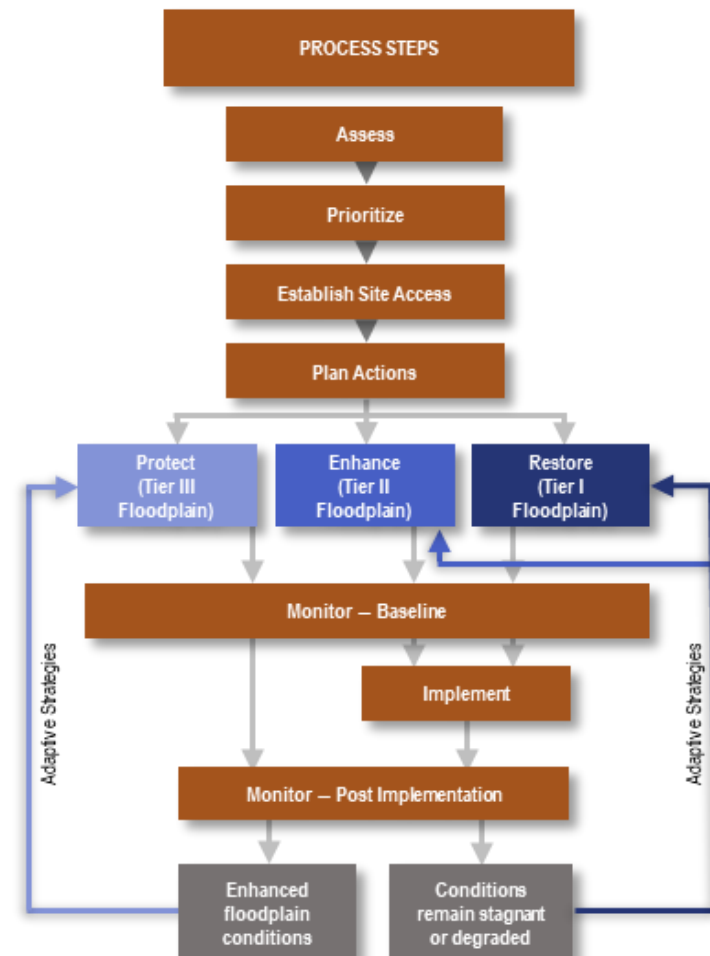 PROCESS STEPS
Assess
Prioritize
Establish Site Access
Plan Actions
Protect
(Tier III
Floodplain)
Enhance
(Tier II
Floodplain)
Restore
(Tier I
Floodplain)
Monitor — Baseline
Implement
Adaptive Strategies
Adaptive Strategies
Monitor — Post Implementation
Enhanced
floodplain
conditions
Conditions
remain stagnant
or degraded